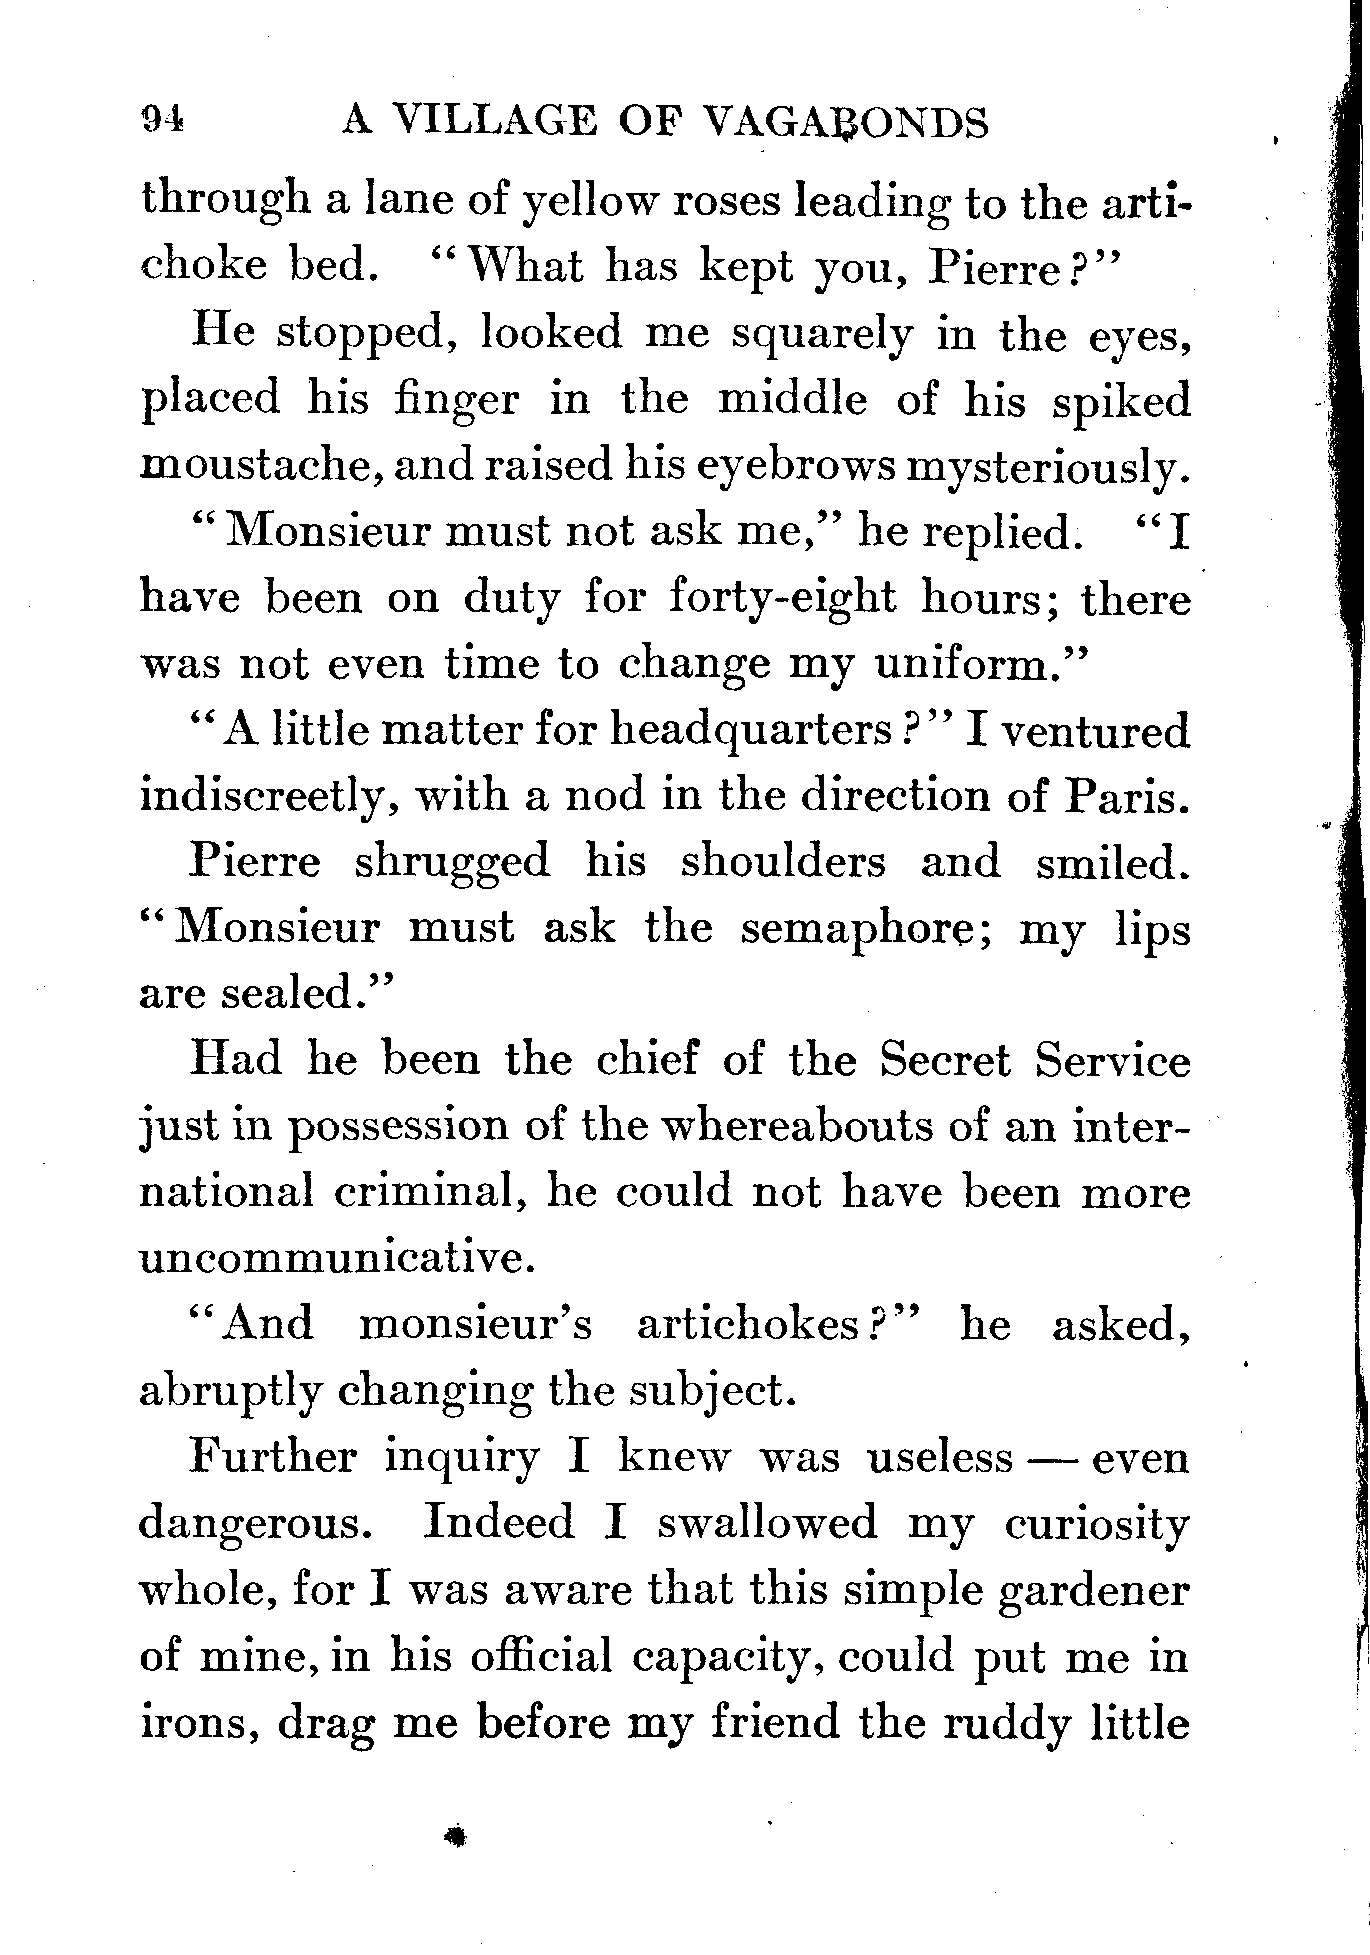 94 A VILLAGE OF VAGABONDS
through a lane of yellow roses leading to the arti-
choke bed. “What has kept you, Pierre?”
He stopped, looked me squarely in the eyes,
placed his finger in the middle of his spiked
moustache, and raised his eyebrows mysteriously.
“Monsieur must not ask me,” he replied. “I
have been on duty for forty-eight hours; there
was not even time to change my uniform.”
“A little matter for headquarters?” I ventured
indiscreetly, with a nod in the direction of Paris.
Pierre shrugged his shoulders and smiled.
“Monsieur must ask the semaphore; my lips
are sealed.”
Had he been the chief of the Secret Service
just in possession of the whereabouts of an inter-
national criminal, he could not have been more
uncommunicative.
“And monsieur’s artichokes?” he asked,
abruptly changing the subject.
Further inquiry I knew was useless — even
dangerous. Indeed I swallowed my curiosity
whole, for I was aware that this simple gardener
of mine, in his official capacity, could put me in
irons, drag me before my friend the ruddy little